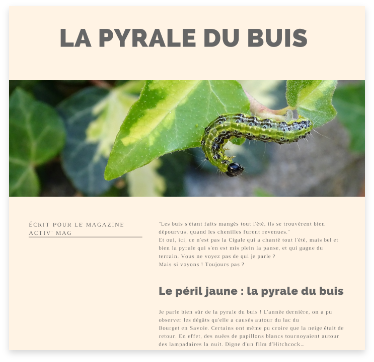 LA PYRALE DU BUIS
ÉCRIT POUR LE MAGAZINE
ACTIV' MAG
"Les buis s'étant faits mangés tout l'été, ils se trouvèrent bien
dépourvus, quand les chenilles furent revenues."
Et oui, ici, ce n'est pas la Cigale qui a chanté tout l'été, mais bel et
bien la pyrale qui s'en est mis plein la panse, et qui gagne du
terrain. Vous ne voyez pas de qui je parle ?
Mais si voyons ! Toujours pas ?
Le péril jaune : la pyrale du buis
Je parle bien sûr de la pyrale du buis ! L'année dernière, on a pu
observer les dégâts qu'elle a causés autour du lac du
Bourget en Savoie. Certains ont même pu croire que la neige était de
retour. En effet, des nuées de papillons blancs tournoyaient autour
des lampadaires la nuit. Digne d'un film d'Hitchcock...